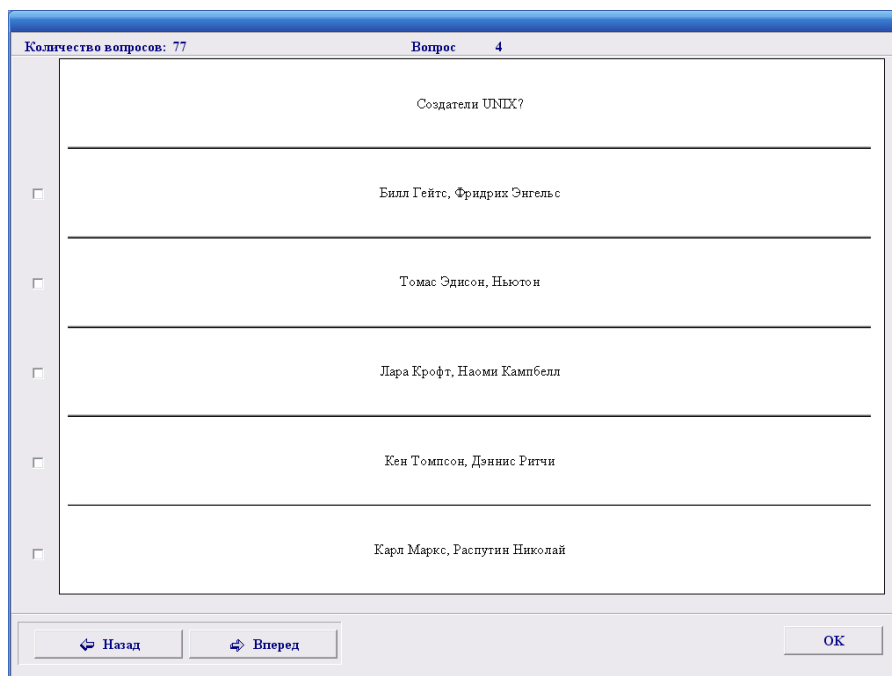 Количество вопросов: 77 Вопрос 4
Создатели UNIX?
Билл Гейтс, Фридрих Энгельс
Томас Эдисон, Ньютон
Лара Крофт, Наоми Кампбелл
Кен Томпсон, Дэннис Ритчи
Карл Маркс, Распутин Николай
Назад Вперед OK